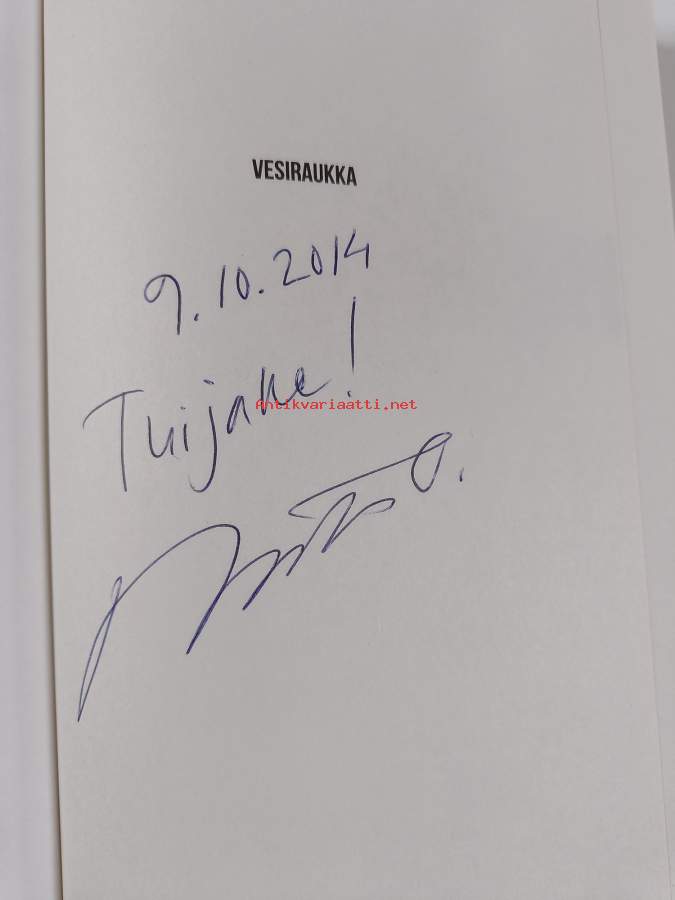 VESIRAUKKA
9.10.2014
Tuijalle!
Antikvariaatti.net